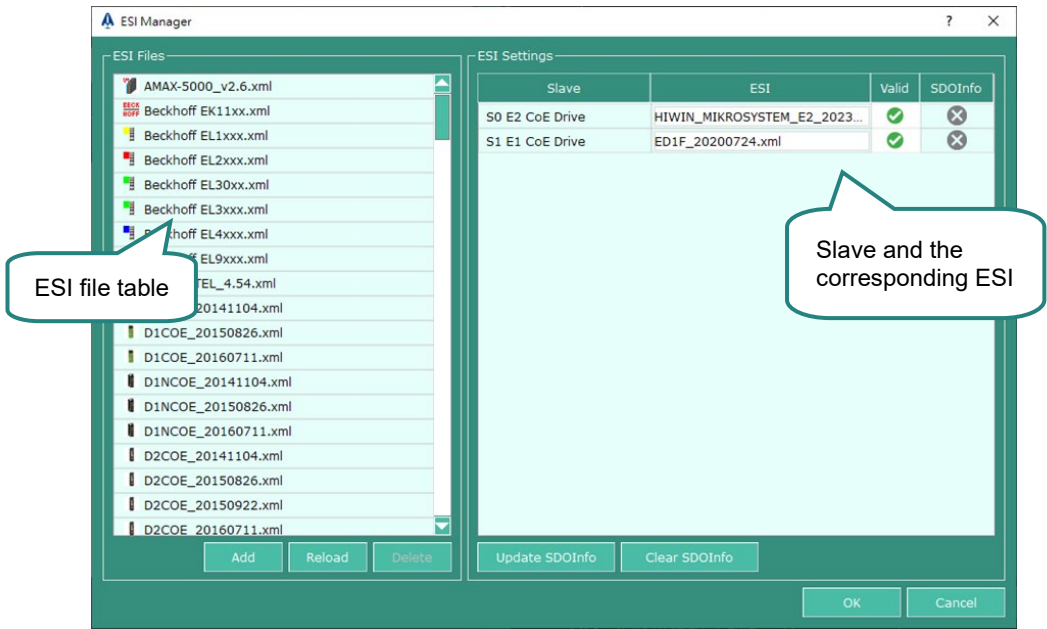 ESI Manager
? ×
ESI Files
AMAX-5000_v2.6.xml
BECK
HOFF
Beckhoff EK11xx.xml
Beckhoff EL1xxx.xml
Beckhoff EL2xxx.xml
Beckhoff EL30xx.xml
Beckhoff EL3xxx.xml
khoff EL4xxx.xml
EL9xxx.xml
TEL_4.54.xml
20141104.xml
D1COE_20150826.xml
D1COE_20160711.xml
D1NCOE_20141104.xml
D1NCOE_20150826.xml
D1NCOE_20160711.xml
D2COE_20141104.xml
D2COE_20150826.xml
D2COE_20150922.xml
D2COE_20160711.xml
Add Reload Delete
ESI file table
ESI Settings
Slave ESI Valid SDOInfo
S0 E2 CoE Drive HIWIN_MIKROSYSTEM_E2_2023...
S1 E1 CoE Drive ED1F_20200724.xml
Slave and the
corresponding ESI
Update SDOInfo Clear SDOInfo
OK Cancel